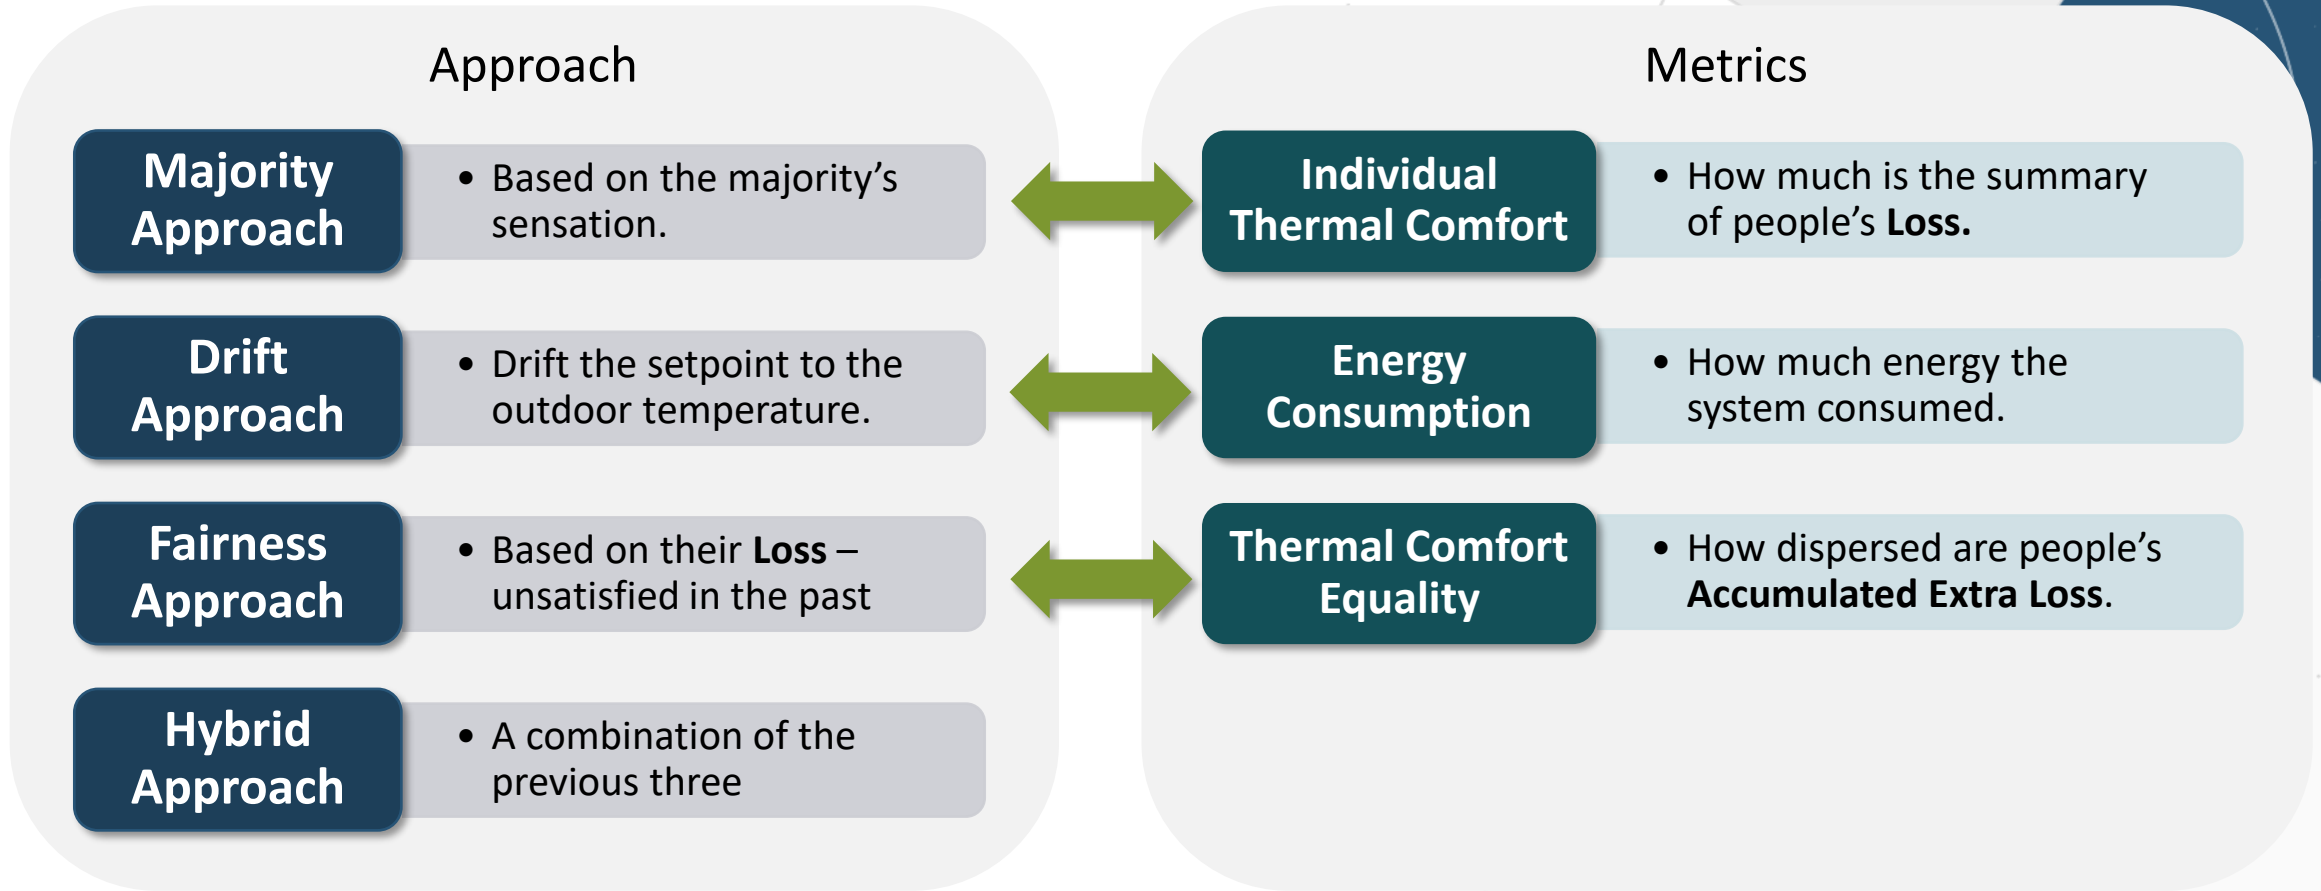 Approach
Majority
Approach
• Based on the majority’s
sensation.
Drift
Approach
• Drift the setpoint to the
outdoor temperature.
Fairness
Approach
• Based on their Loss –
unsatisfied in the past
Hybrid
Approach
• A combination of the
previous three
Metrics
Individual
Thermal Comfort
• How much is the summary
of people’s Loss.
Energy
Consumption
• How much energy the
system consumed.
Thermal Comfort
Equality
• How dispersed are people’s
Accumulated Extra Loss.